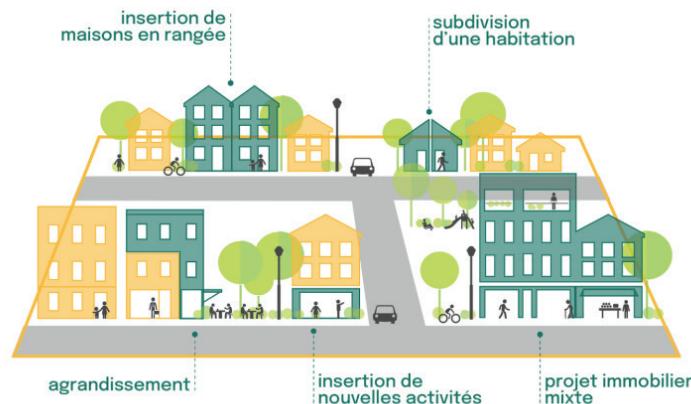 insertion de
maisons en rangée
subdivision
d'une habitation
agrandissement
insertion de
nouvelles activités
projet immobilier
mixte